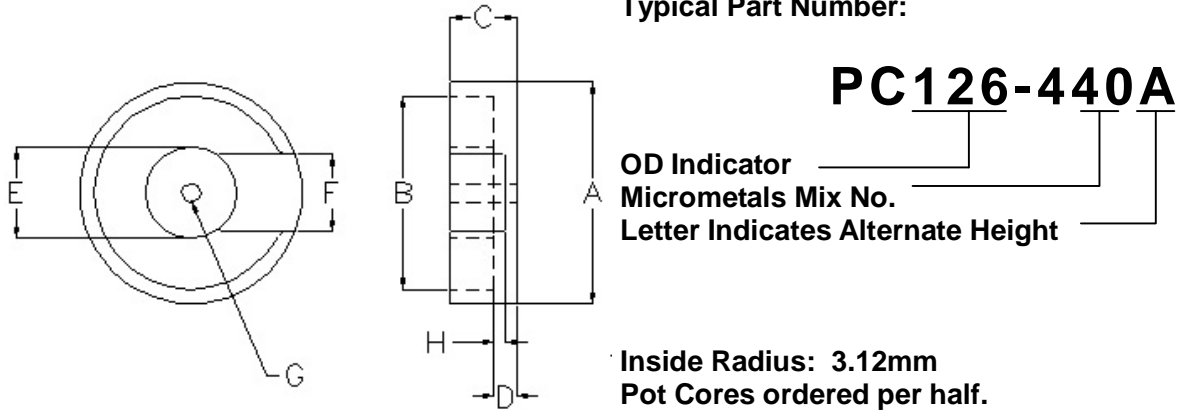 Typical Part Number:
PC126-440A
OD Indicator
Micrometals Mix No.
Letter Indicates Alternate Height
C
E
F
B
A
H
D
G
Inside Radius: 3.12mm
Pot Cores ordered per half.